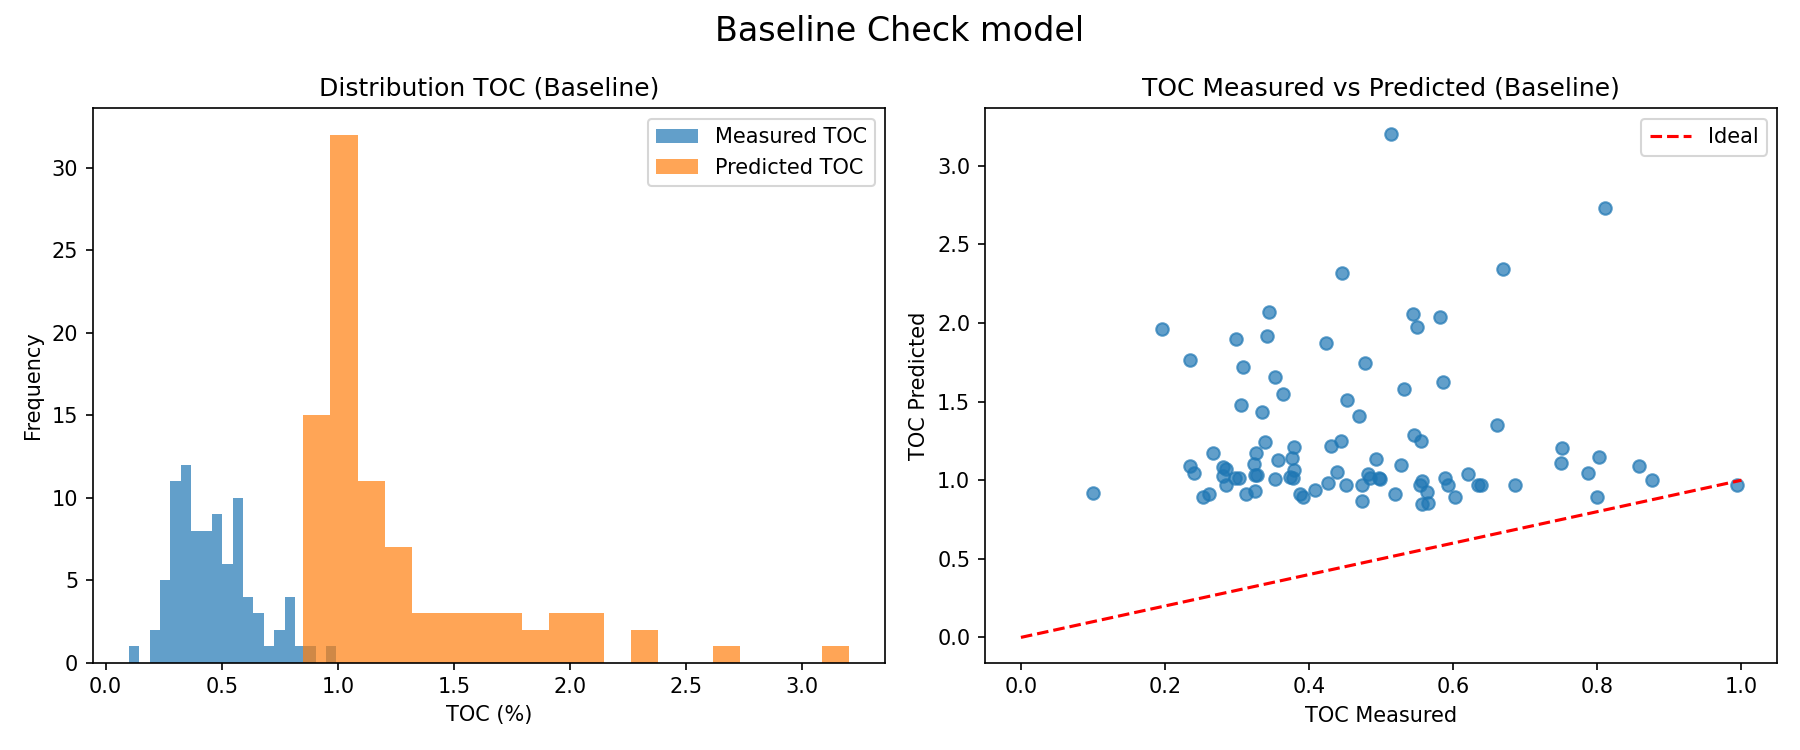 Baseline Check model
Distribution TOC (Baseline)
Measured TOC
Predicted TOC
Frequency
30
25
20
15
10
5
0
0.0 0.5 1.0 1.5 2.0 2.5 3.0
TOC (%)
TOC Measured vs Predicted (Baseline)
Ideal
TOC Predicted
3.0
2.5
2.0
1.5
1.0
0.5
0.0
0.0 0.2 0.4 0.6 0.8 1.0
TOC Measured